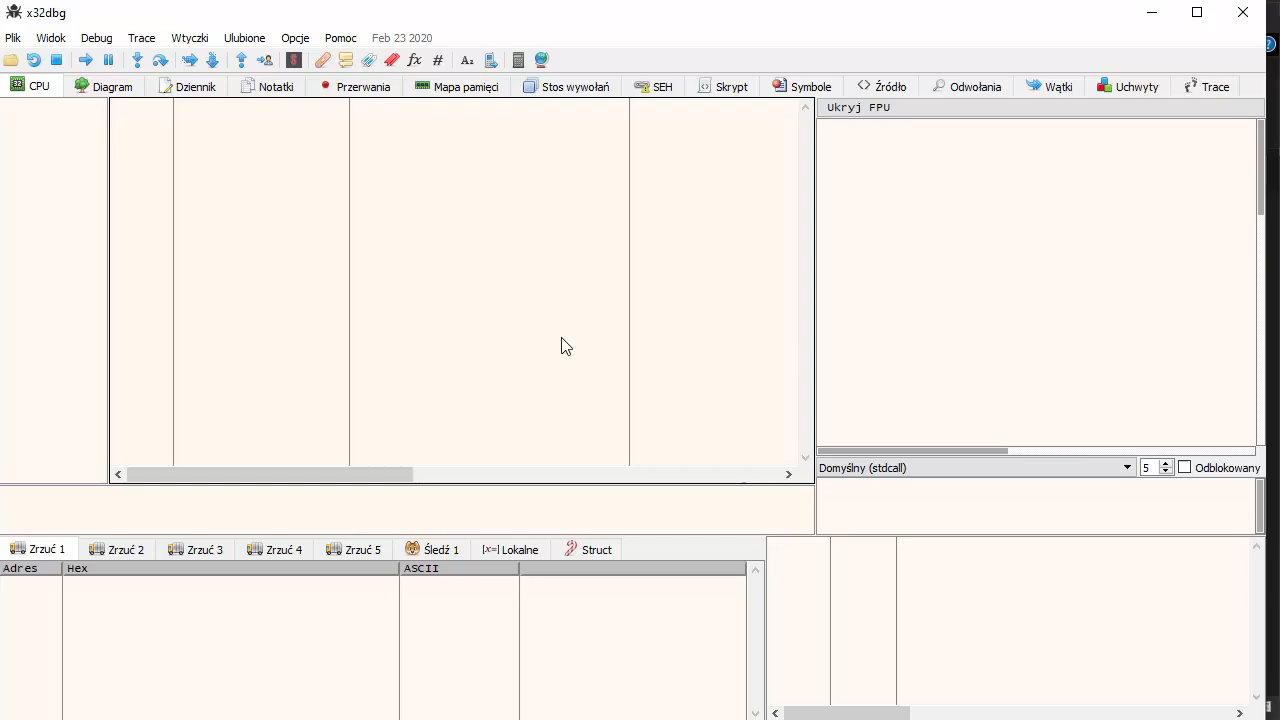 x32dbg
Plik Widok Debug Trace Wtyczki Ulubione Opcje Pomoc Feb 23 2020
CPU Diagram Dziennik Notatki Przerwania Mapa pamięci Stos wywołań SEH Skrypt Symbole Źródło Odwołania Wątki Uchwyty Trace
Ukryj FPU
Domyślny (stdcall) 5 Odblokowany
Zrzuć 1 Zrzuć 2 Zrzuć 3 Zrzuć 4 Zrzuć 5 Śledź 1 Lokalne Struct
Adres Hex ASCII